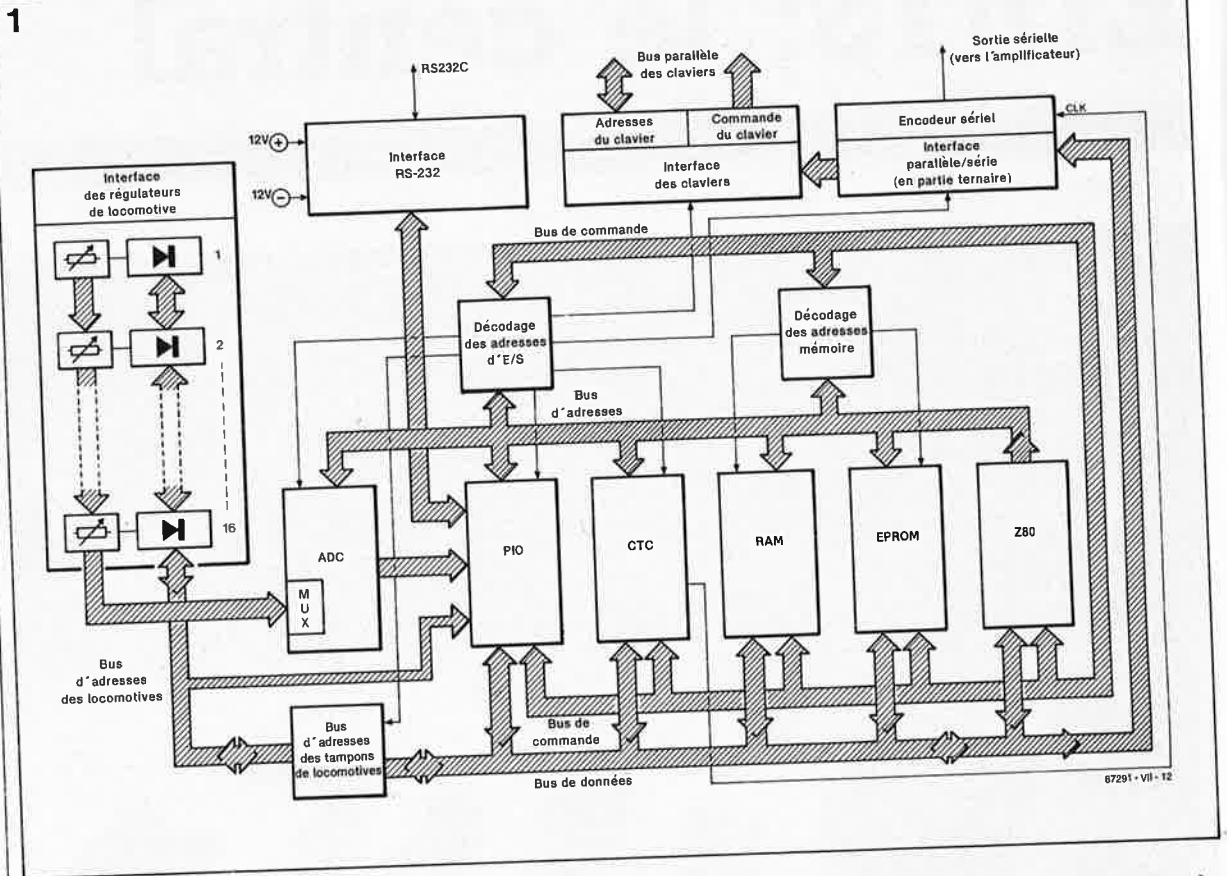 1
Sortie sérielle
(vers l´amplificateur)
RS232C
Bus parallèle
des claviers
CLK
Adresses
du clavier
Commande
du clavier
Encodeur sériel
12V +
Interface
RS-232
Interface
des claviers
Interface
parallèle/série
(en partie ternaire)
12V −
Interface
des régulateurs
de locomotive
Bus de commande
1
2
16
Décodage
des adresses
d´E/S
Décodage
des adresses
mémoire
Bus
d´adresses
ADC
MUX
PIO
CTC
RAM
EPROM
Z80
Bus
d´adresses
des locomotives
Bus
d´adresses
des tampons
de locomotives
Bus de
commande
Bus de données
87291 - VII - 12